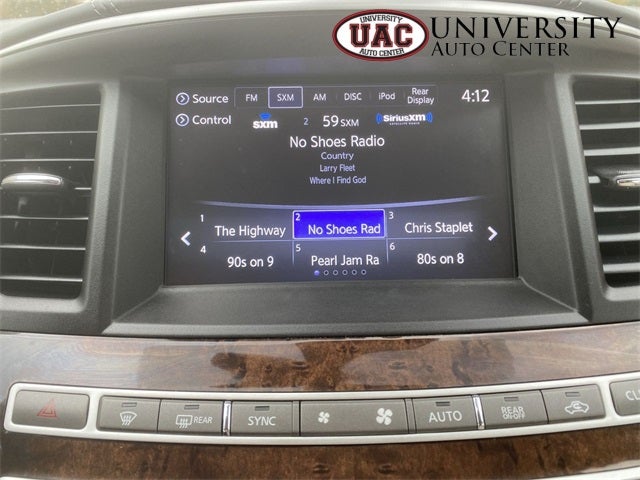 UNIVERSITY
UAC
AUTO CENTER
UNIVERSITY
AUTO CENTER
Source FM SXM AM DISC iPod Rear Display 4:12
Control sxm 2 59 SXM SiriusXm
No Shoes Radio
Country
Larry Fleet
Where I Find God
1 The Highway 2 No Shoes Rad 3 Chris Staplet
4 90s on 9 5 Pearl Jam Ra 6 80s on 8
REAR SYNC AUTO REAR ON•OFF